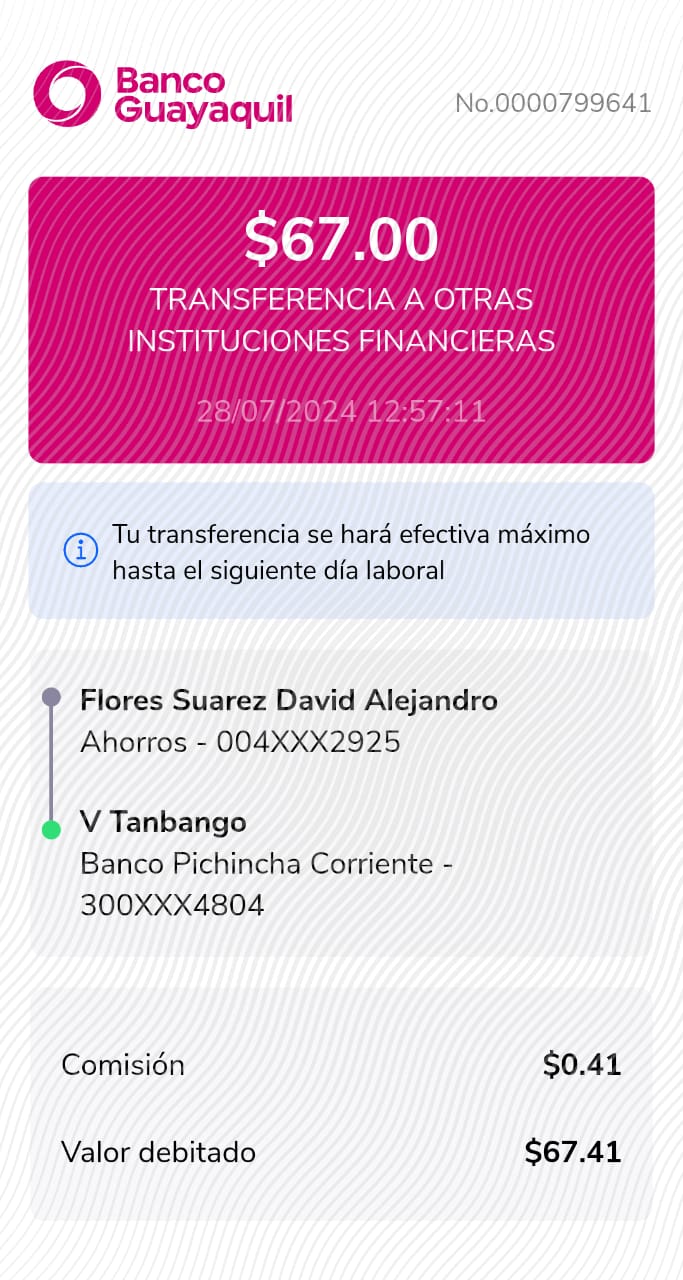 Banco
Guayaquil
No.0000799641
$67.00
TRANSFERENCIA A OTRAS
INSTITUCIONES FINANCIERAS
28/07/2024 12:57:11
Tu transferencia se hará efectiva máximo
hasta el siguiente día laboral
Flores Suarez David Alejandro
Ahorros - 004XXX2925
V Tanbango
Banco Pichincha Corriente -
300XXX4804
Comisión $0.41
Valor debitado $67.41